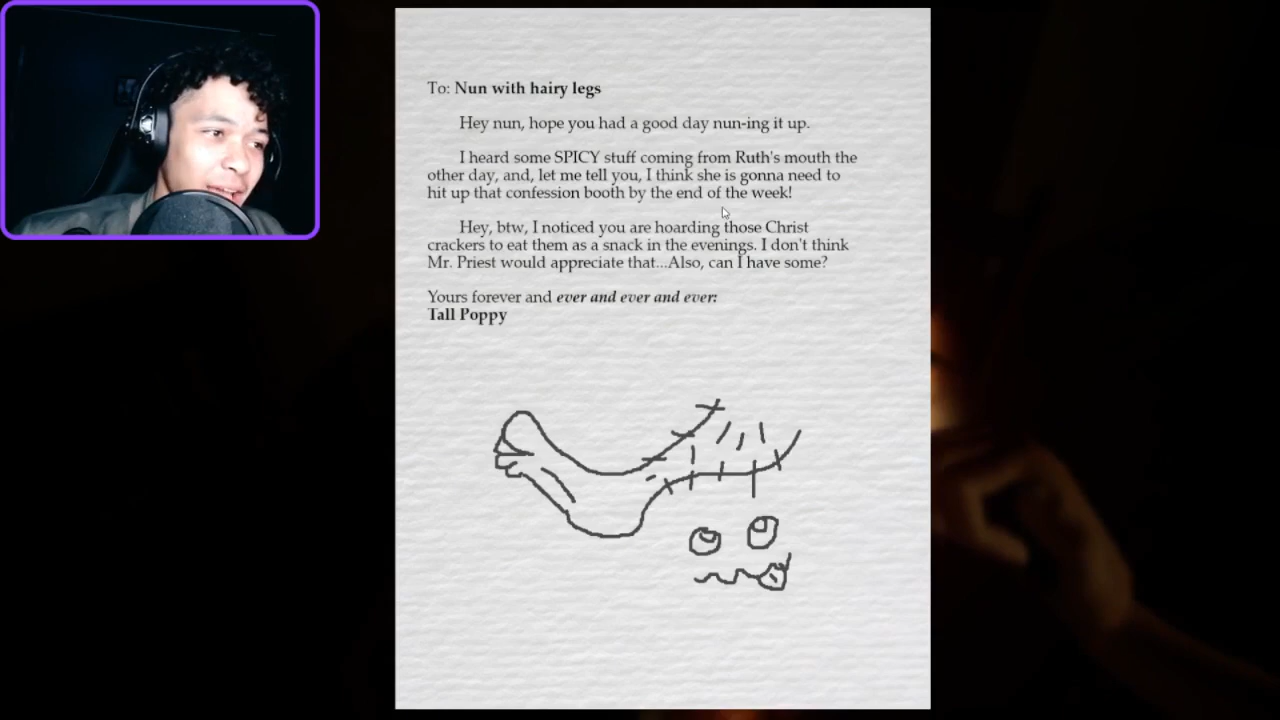 To: Nun with hairy legs
Hey nun, hope you had a good day nun-ing it up.
I heard some SPICY stuff coming from Ruth's mouth the
other day, and, let me tell you, I think she is gonna need to
hit up that confession booth by the end of the week!
Hey, btw, I noticed you are hoarding those Christ
crackers to eat them as a snack in the evenings. I don't think
Mr. Priest would appreciate that...Also, can I have some?
Yours forever and ever and ever and ever:
Tall Poppy